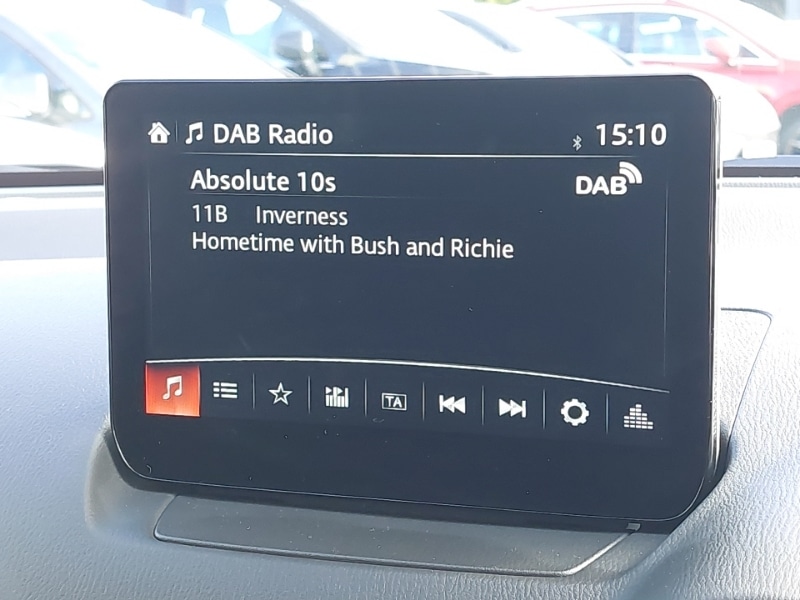 DAB Radio 15:10
Absolute 10s DAB
11B Inverness
Hometime with Bush and Richie
TA